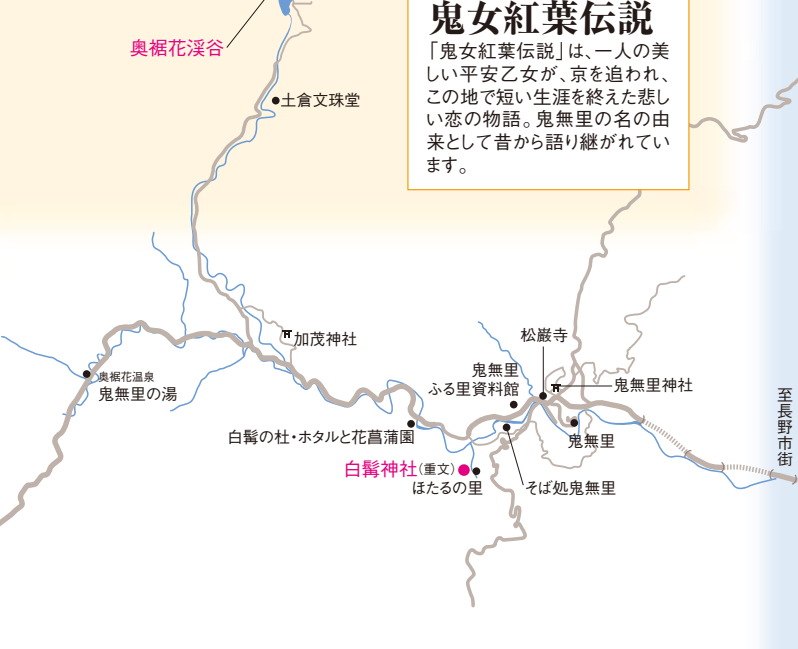 鬼女紅葉伝説
「鬼女紅葉伝説」は、一人の美
しい平安乙女が、京を追われ、
この地で短い生涯を終えた悲し
い恋の物語。鬼無里の名の由
来として昔から語り継がれてい
ます。
奥裾花渓谷
土倉文珠堂
加茂神社
奥裾花温泉
鬼無里の湯
松巌寺
鬼無里
ふる里資料館
鬼無里神社
白髯の杜・ホタルと花菖蒲園
鬼無里
白髯神社(重文)
ほたるの里
そば処鬼無里
至長野市街